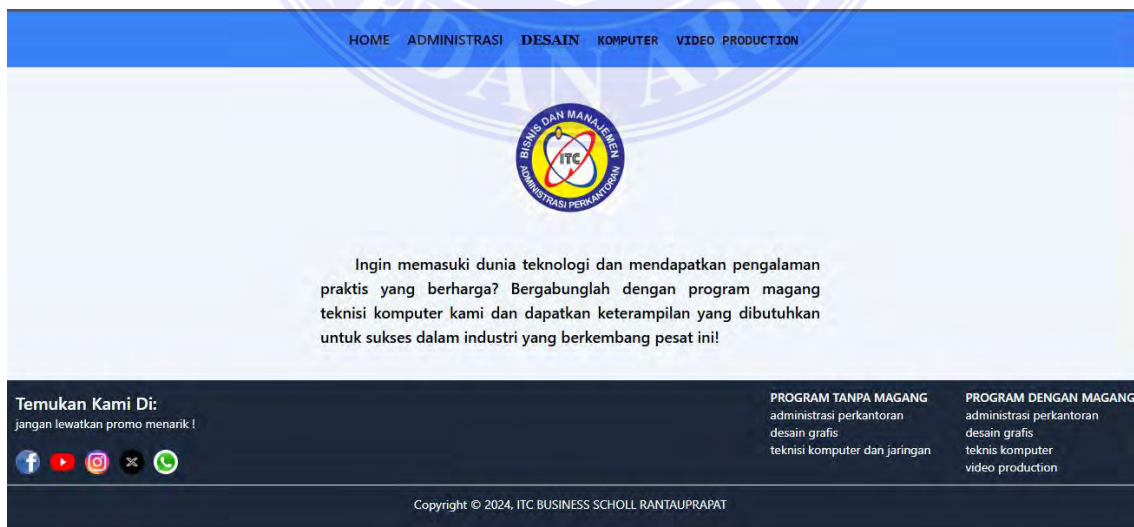 HOME ADMINISTRASI DESAIN KOMPUTER VIDEO PRODUCTION
DAN
BISNIS DAN MANAJEMEN
ITC
ADMINISTRASI PERKANTORAN
Ingin memasuki dunia teknologi dan mendapatkan pengalaman
praktis yang berharga? Bergabunglah dengan program magang
teknisi komputer kami dan dapatkan keterampilan yang dibutuhkan
untuk sukses dalam industri yang berkembang pesat ini!
Temukan Kami Di:
jangan lewatkan promo menarik !
PROGRAM TANPA MAGANG
administrasi perkantoran
desain grafis
teknisi komputer dan jaringan
PROGRAM DENGAN MAGANG
administrasi perkantoran
desain grafis
teknis komputer
video production
Copyright © 2024, ITC BUSINESS SCHOLL RANTAUPRAPAT